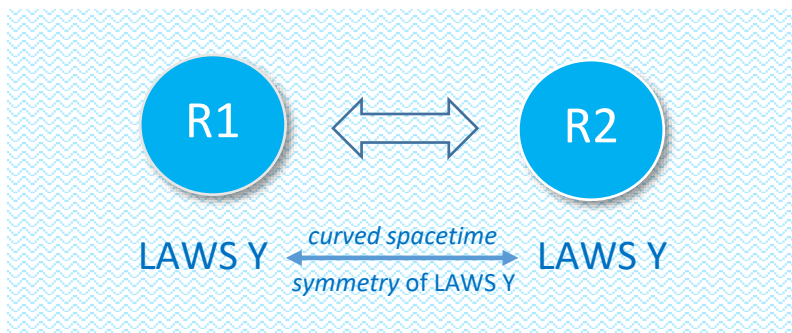 R1
R2
curved spacetime
LAWS Y
LAWS Y
symmetry of LAWS Y